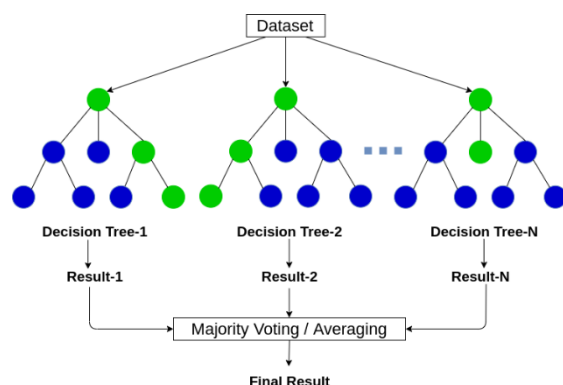 Dataset
Decision Tree-1
Decision Tree-2
Decision Tree-N
Result-1
Result-2
Result-N
Majority Voting / Averaging
Final Result